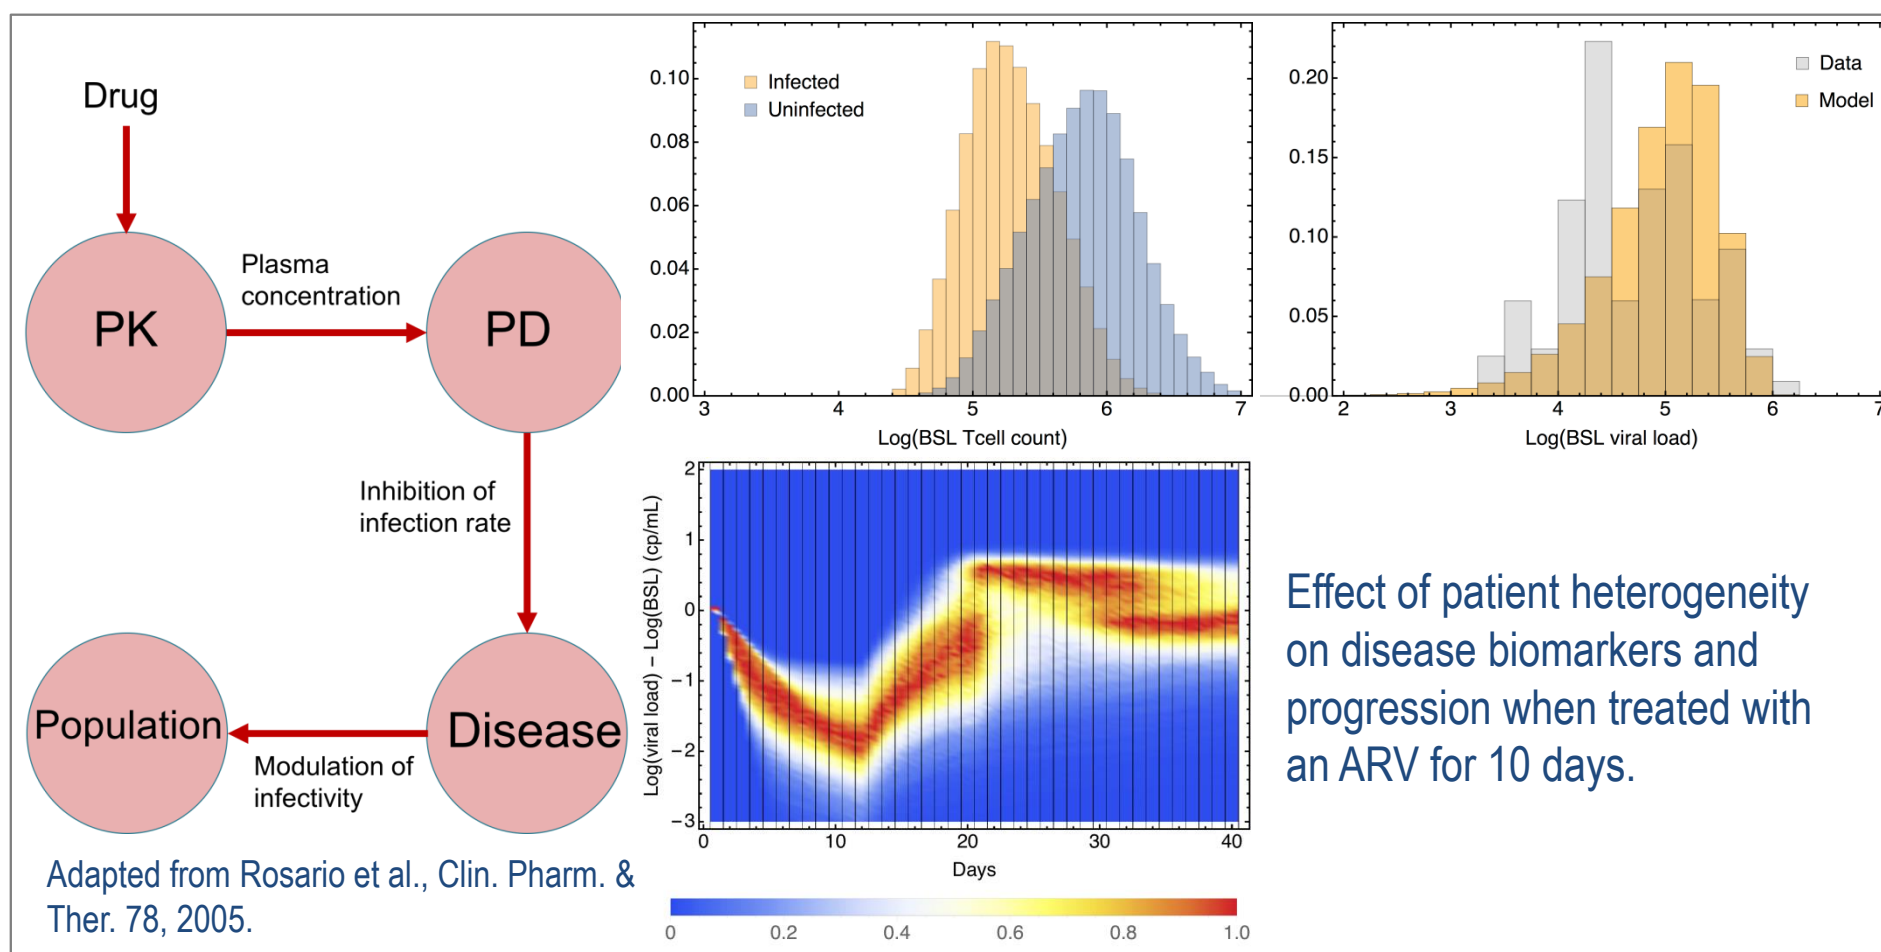 Drug
PK
Plasma
concentration
PD
Inhibition of
infection rate
Population
Modulation of
infectivity
Disease
Adapted from Rosario et al., Clin. Pharm. &
Ther. 78, 2005.
0.10
0.08
0.06
0.04
0.02
0.00
Infected
Uninfected
3 4 5 6 7
Log(BSL Tcell count)
0.20
0.15
0.10
0.05
0.00
Data
Model
2 3 4 5 6 7
Log(BSL viral load)
Log(viral load) – Log(BSL) (cp/mL)
2
1
0
−1
−2
−3
0 10 20 30 40
Days
0 0.2 0.4 0.6 0.8 1.0
Effect of patient heterogeneity
on disease biomarkers and
progression when treated with
an ARV for 10 days.